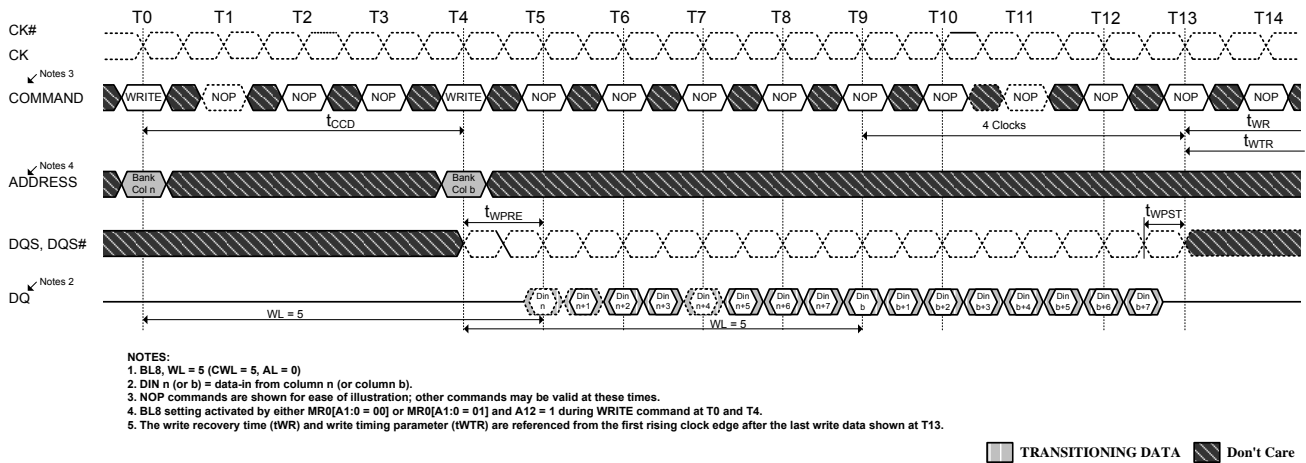 T0 T1 T2 T3 T4 T5 T6 T7 T8 T9 T10 T11 T12 T13 T14
CK#
CK
Notes 3
COMMAND WRITE NOP NOP NOP WRITE NOP NOP NOP NOP NOP NOP NOP NOP NOP NOP
tCCD
4 Clocks
tWR
tWTR
Notes 4
ADDRESS
Bank
Col n
Bank
Col b
tWPRE
tWPST
DQS, DQS#
Notes 2
DQ
Din n
Din n+1
Din n+2
Din n+3
Din n+4
Din n+5
Din n+6
Din n+7
Din b
Din b+1
Din b+2
Din b+3
Din b+4
Din b+5
Din b+6
Din b+7
WL = 5
WL = 5
NOTES:
1. BL8, WL = 5 (CWL = 5, AL = 0)
2. DIN n (or b) = data-in from column n (or column b).
3. NOP commands are shown for ease of illustration; other commands may be valid at these times.
4. BL8 setting activated by either MR0[A1:0 = 00] or MR0[A1:0 = 01] and A12 = 1 during WRITE command at T0 and T4.
5. The write recovery time (tWR) and write timing parameter (tWTR) are referenced from the first rising clock edge after the last write data shown at T13.
TRANSITIONING DATA
Don't Care